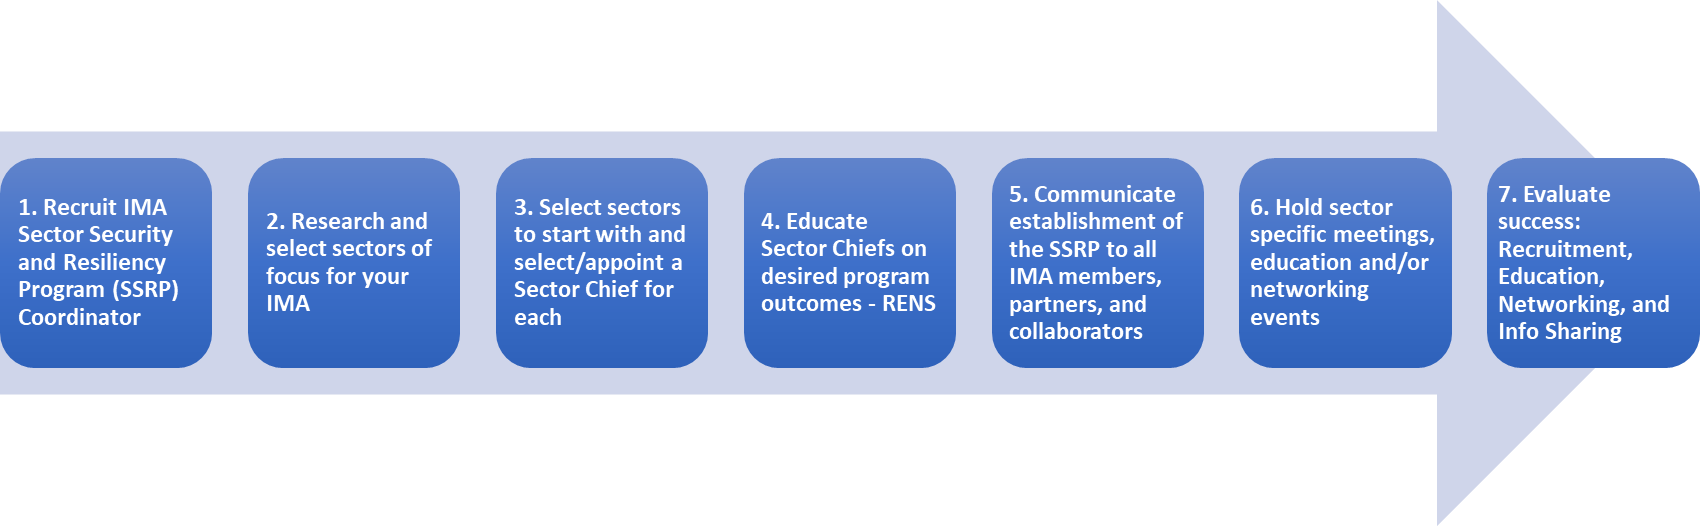 1. Recruit IMA
Sector Security
and Resiliency
Program (SSRP)
Coordinator
2. Research and
select sectors of
focus for your
IMA
3. Select sectors
to start with and
select/appoint a
Sector Chief for
each
4. Educate
Sector Chiefs on
desired program
outcomes - RENS
5. Communicate
establishment of
the SSRP to all
IMA members,
partners, and
collaborators
6. Hold sector
specific meetings,
education and/or
networking
events
7. Evaluate
success:
Recruitment,
Education,
Networking, and
Info Sharing